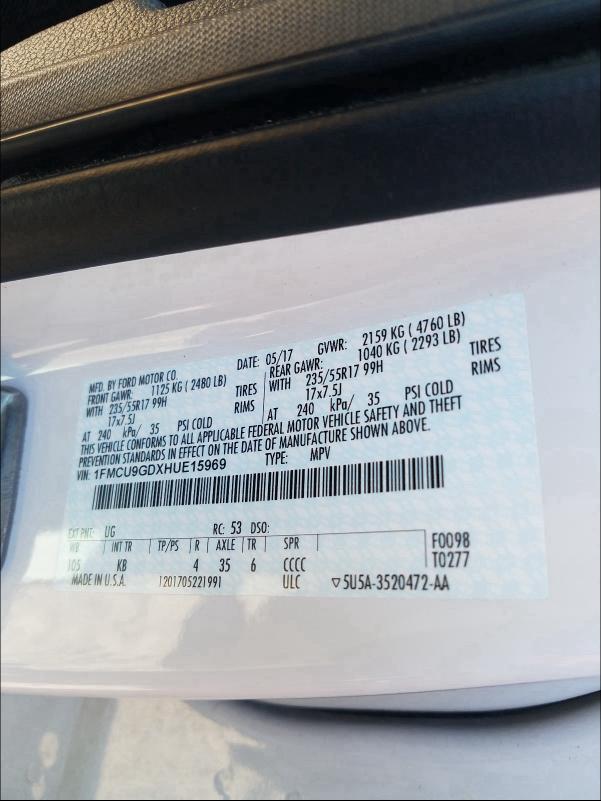 MFD. BY FORD MOTOR CO. DATE: 05/17 GVWR: 2159 KG ( 4760 LB)
FRONT GAWR: 1125 KG ( 2480 LB) REAR GAWR: 1040 KG ( 2293 LB)
WITH 235/55R17 99H TIRES WITH 235/55R17 99H TIRES
17x7.5J RIMS 17x7.5J RIMS
AT 240 kPa/ 35 PSI COLD AT 240 kPa/ 35 PSI COLD
THIS VEHICLE CONFORMS TO ALL APPLICABLE FEDERAL MOTOR VEHICLE SAFETY AND THEFT
PREVENTION STANDARDS IN EFFECT ON THE DATE OF MANUFACTURE SHOWN ABOVE.
VIN: 1FMCU9GDXHUE15969 TYPE: MPV
EXT PNT: UG RC: 53 DSO:
WB INT TR TP/PS R AXLE TR SPR F0098
105 KB 4 35 6 CCCC T0277
MADE IN U.S.A. 1201705221991 ULC ▽5U5A-3520472-AA